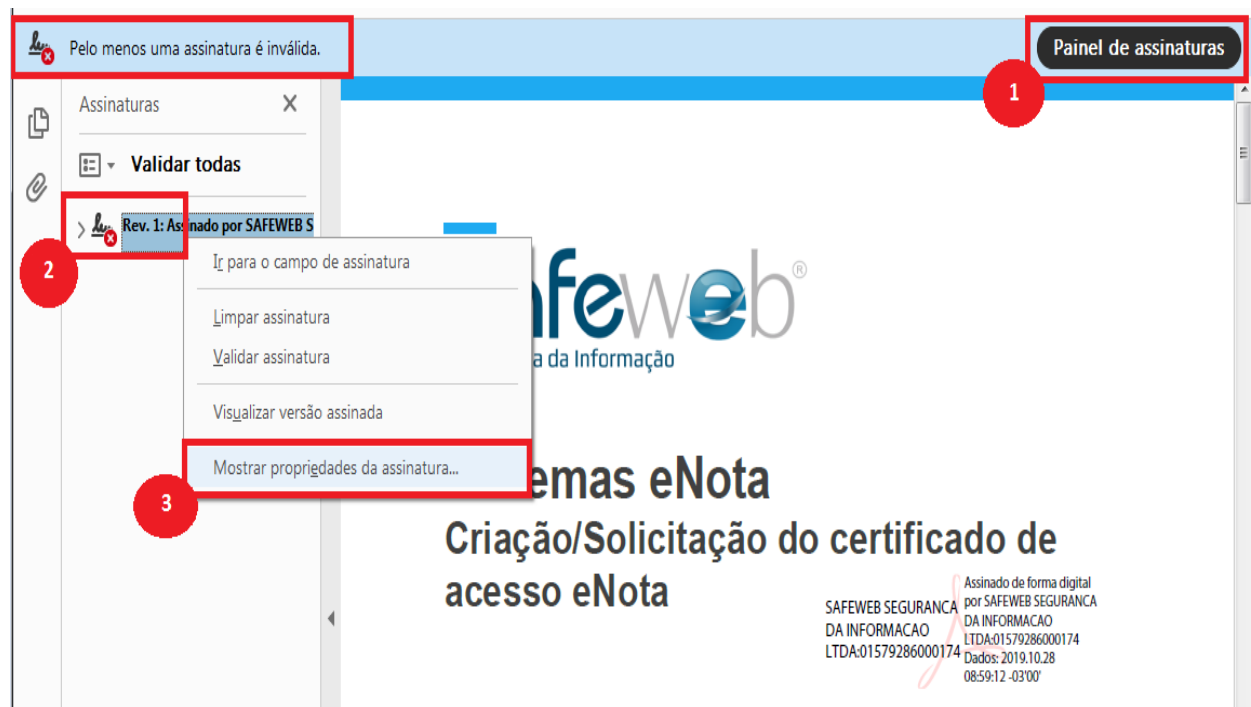 Pelo menos uma assinatura é inválida.
Painel de assinaturas
1
Assinaturas
Validar todas
Rev. 1: Assinado por SAFEWEB S
2
Ir para o campo de assinatura
Limpar assinatura
Validar assinatura
Visualizar versão assinada
Mostrar propriedades da assinatura...
3
afeweb®
a da Informação
emas eNota
Criação/Solicitação do certificado de
acesso eNota
SAFEWEB SEGURANCA
DA INFORMACAO
LTDA:01579286000174
Assinado de forma digital
por SAFEWEB SEGURANCA
DA INFORMACAO
LTDA:01579286000174
Dados: 2019.10.28
08:59:12 -03'00'